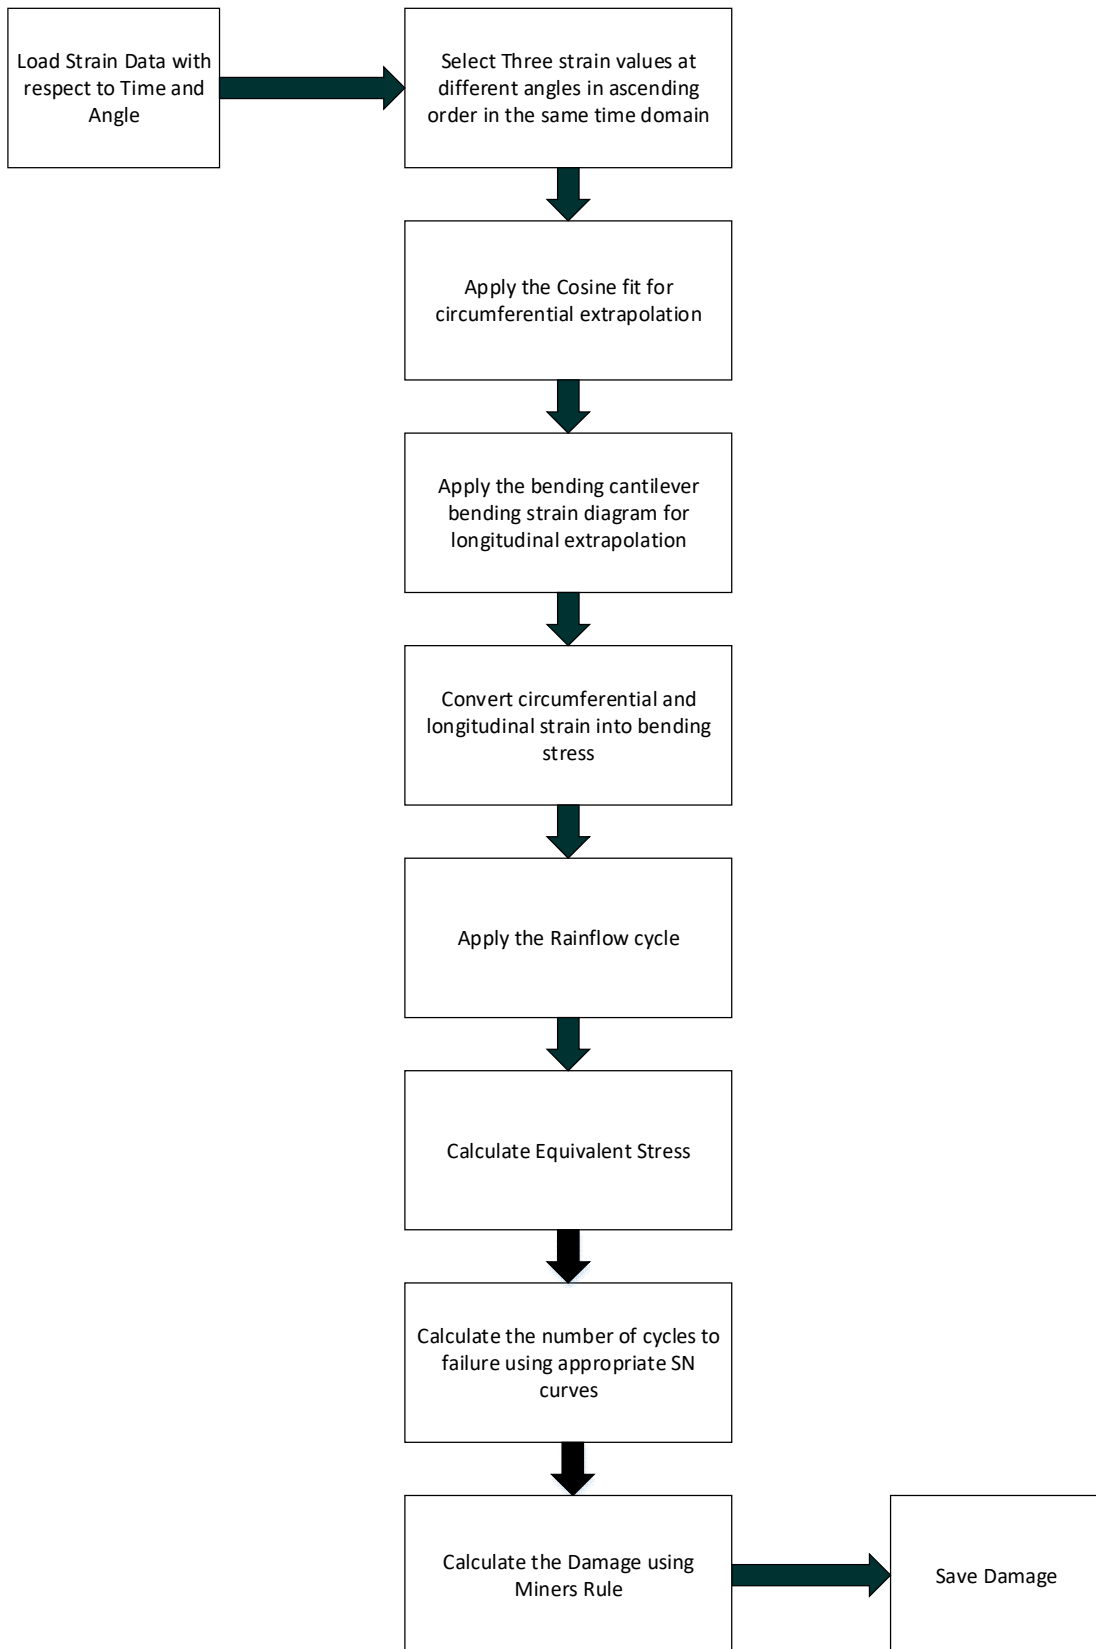 Load Strain Data with
respect to Time and
Angle
Select Three strain values at
different angles in ascending
order in the same time domain
Apply the Cosine fit for
circumferential extrapolation
Apply the bending cantilever
bending strain diagram for
longitudinal extrapolation
Convert circumferential and
longitudinal strain into bending
stress
Apply the Rainflow cycle
Calculate Equivalent Stress
Calculate the number of cycles to
failure using appropriate SN
curves
Calculate the Damage using
Miners Rule
Save Damage